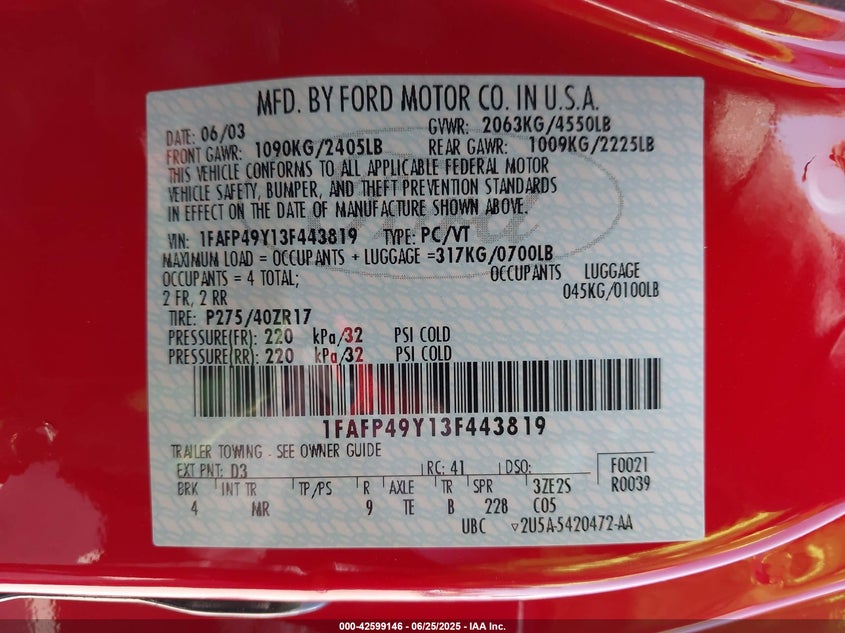 MFD. BY FORD MOTOR CO. IN U.S.A.
DATE: 06/03 GVWR: 2063KG/4550LB
FRONT GAWR: 1090KG/2405LB REAR GAWR: 1009KG/2225LB
THIS VEHICLE CONFORMS TO ALL APPLICABLE FEDERAL MOTOR
VEHICLE SAFETY, BUMPER, AND THEFT PREVENTION STANDARDS
IN EFFECT ON THE DATE OF MANUFACTURE SHOWN ABOVE.
VIN: 1FAFP49Y13F443819 TYPE: PC/VT
MAXIMUM LOAD = OCCUPANTS + LUGGAGE =317KG/0700LB
OCCUPANTS = 4 TOTAL; OCCUPANTS LUGGAGE
2 FR, 2 RR 045KG/0100LB
TIRE: P275/40ZR17
PRESSURE(FR): 220 kPa/32 PSI COLD
PRESSURE(RR): 220 kPa/32 PSI COLD
1FAFP49Y13F443819
TRAILER TOWING - SEE OWNER GUIDE
EXT PNT: D3 RC: 41 DSO: F0021
BRK INT TR TP/PS R AXLE TR SPR 3ZE2S R0039
4 MR 9 TE B 228 C05
UBC ▽2U5A-5420472-AA
Ford
000-42599146 - 06/25/2025 - IAA Inc.